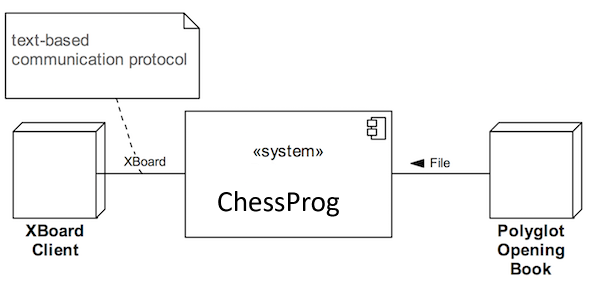 text-based
communication protocol
XBoard
«system»
ChessProg
File
XBoard
Client
Polyglot
Opening
Book